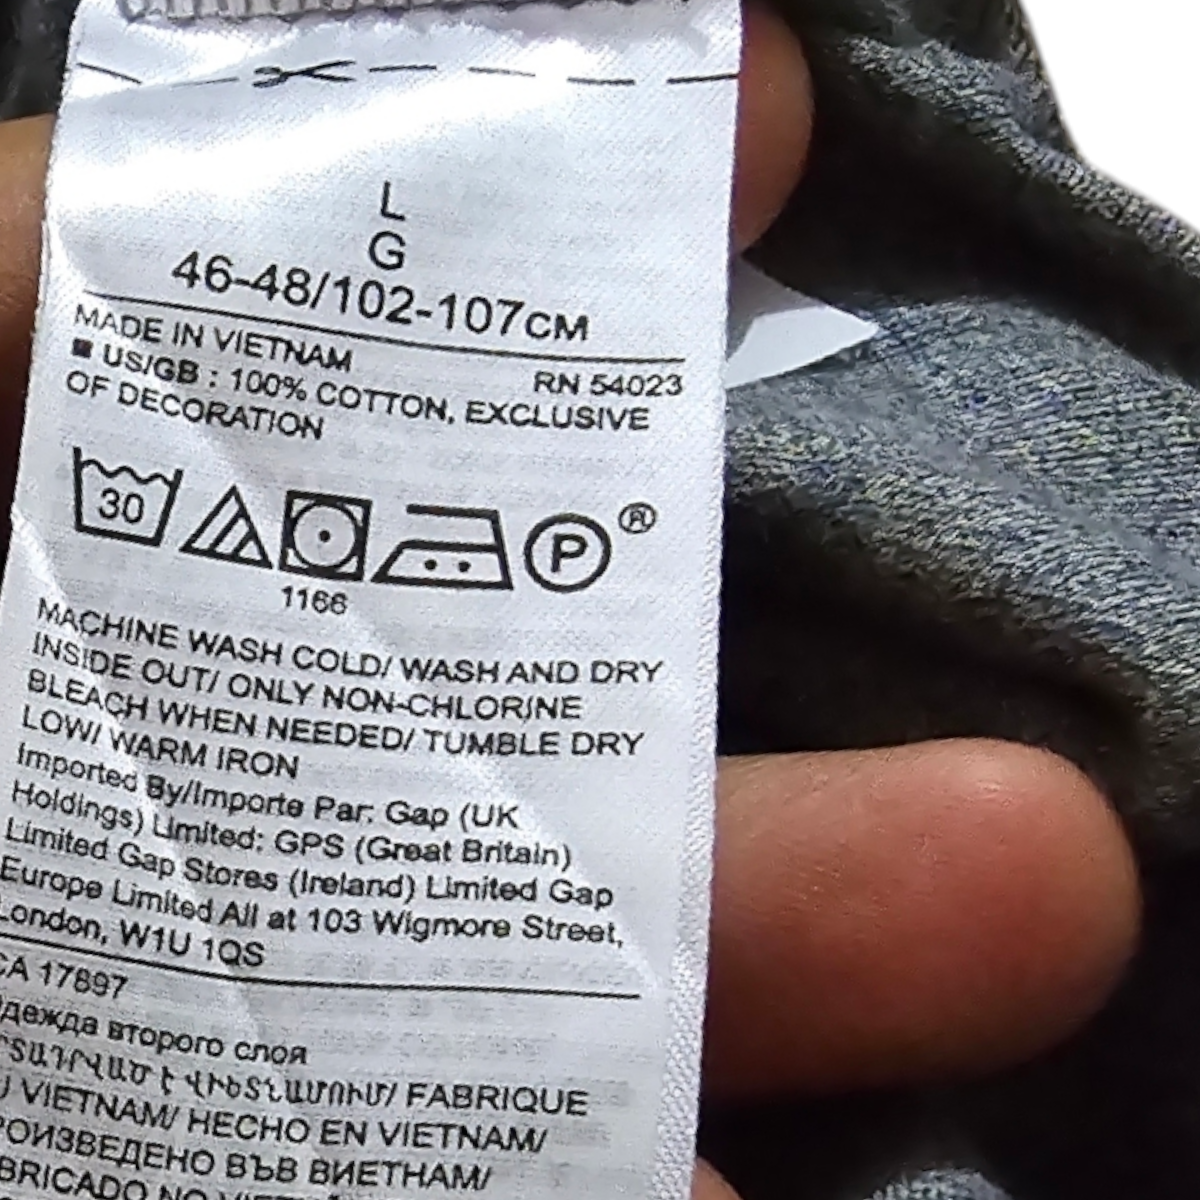 L
G
46-48/102-107CM
MADE IN VIETNAM
RN 54023
■ US/GB : 100% COTTON, EXCLUSIVE
OF DECORATION
30
P ®
1166
MACHINE WASH COLD/ WASH AND DRY
INSIDE OUT/ ONLY NON-CHLORINE
BLEACH WHEN NEEDED/ TUMBLE DRY
LOW/ WARM IRON
Imported By/Importe Par: Gap (UK
Holdings) Limited: GPS (Great Britain)
Limited Gap Stores (Ireland) Limited Gap
Europe Limited All at 103 Wigmore Street,
London, W1U 1QS
CA 17897
Одежда второго слоя
ՎԻԵՏՆԱՄՈՒՄ/ FABRIQUE
VIETNAM/ HECHO EN VIETNAM/
ВЪВ ВИЕТНАМ/